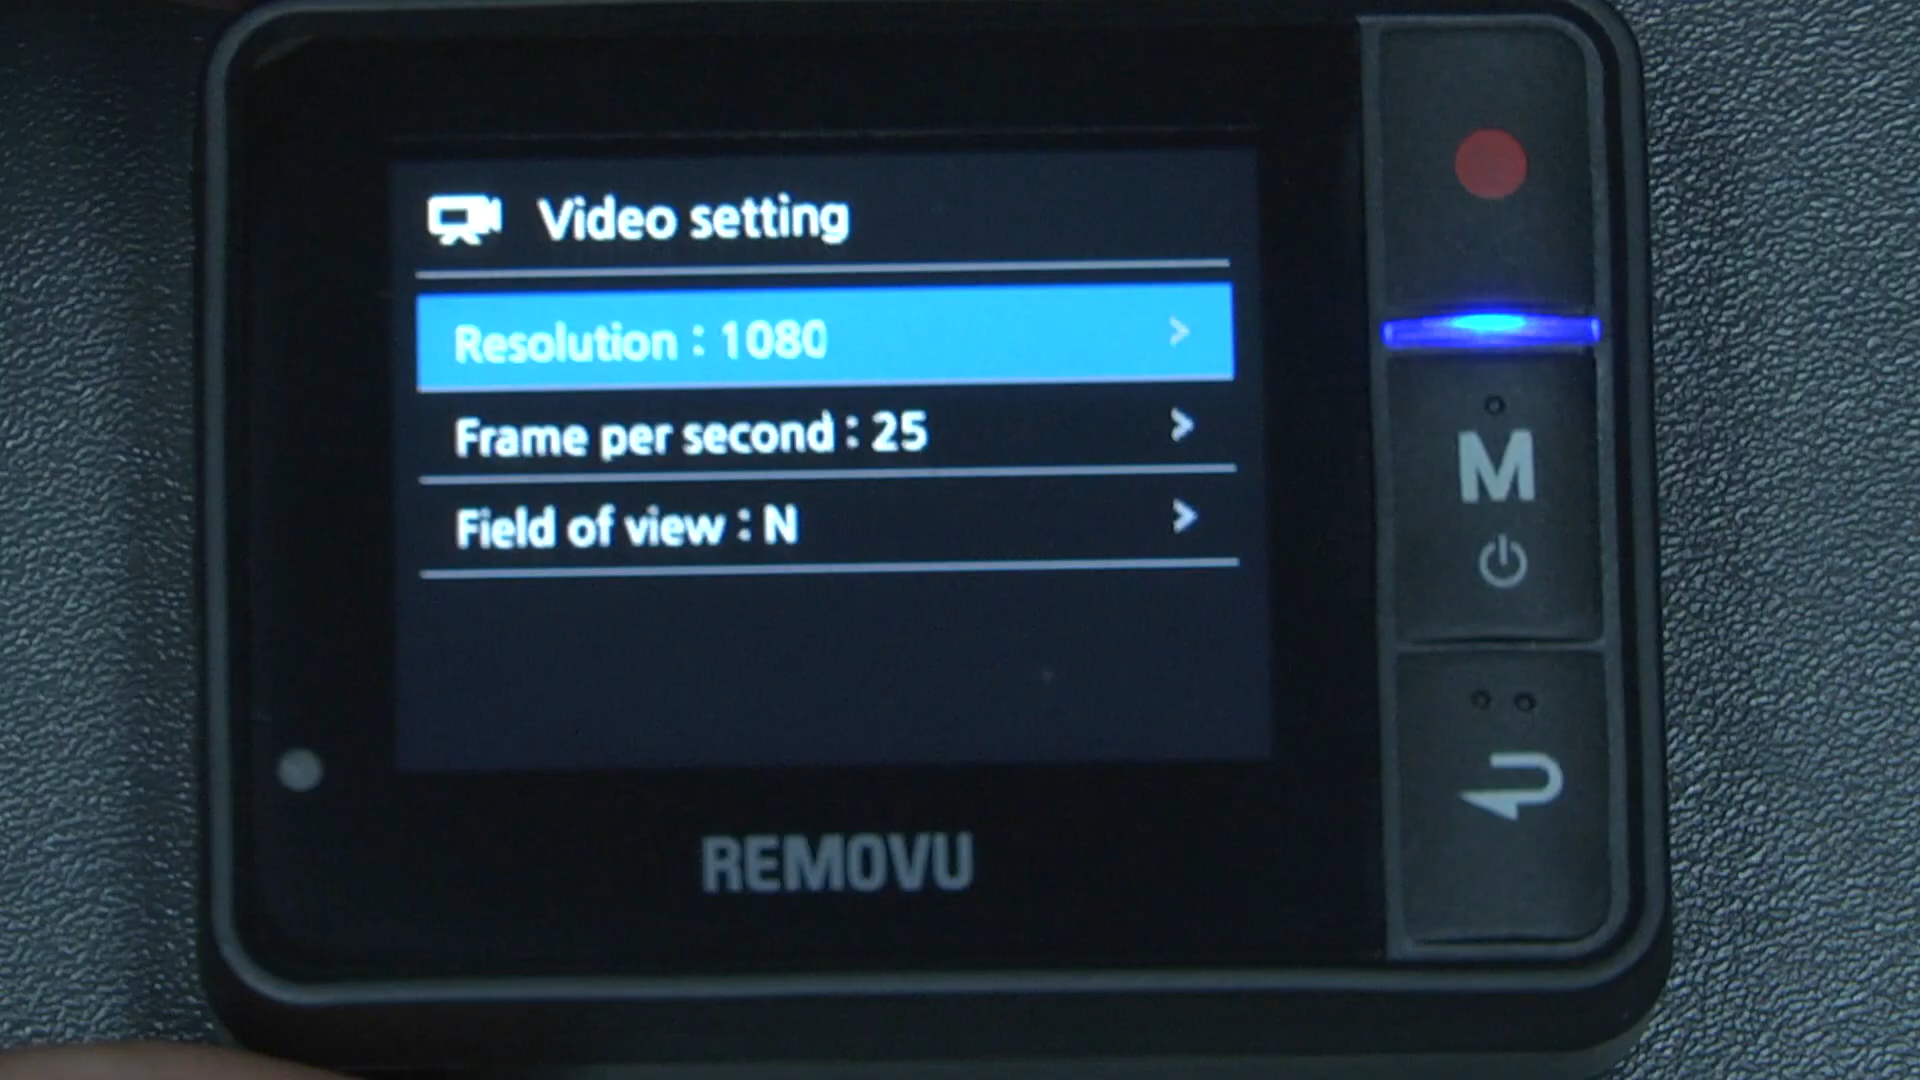 Video setting
Resolution : 1080
Frame per second : 25
Field of view : N
M
REMOVU